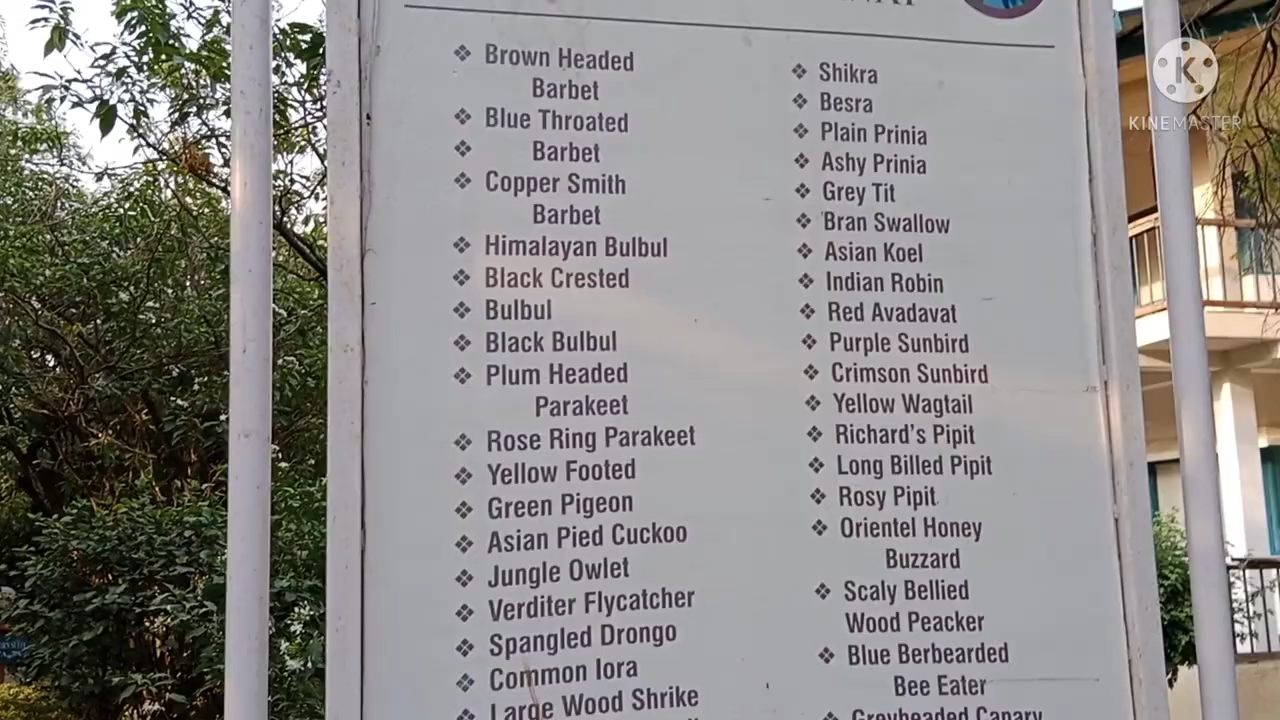 Brown Headed
Barbet
Blue Throated
Barbet
Copper Smith
Barbet
Himalayan Bulbul
Black Crested
Bulbul
Black Bulbul
Plum Headed
Parakeet
Rose Ring Parakeet
Yellow Footed
Green Pigeon
Asian Pied Cuckoo
Jungle Owlet
Verditer Flycatcher
Spangled Drongo
Common Iora
Large Wood Shrike
Shikra
Besra
Plain Prinia
Ashy Prinia
Grey Tit
Bran Swallow
Asian Koel
Indian Robin
Red Avadavat
Purple Sunbird
Crimson Sunbird
Yellow Wagtail
Richard's Pipit
Long Billed Pipit
Rosy Pipit
Orientel Honey
Buzzard
Scaly Bellied
Wood Peacker
Blue Berbearded
Bee Eater
Greyheaded Canary
K
KINEMASTER